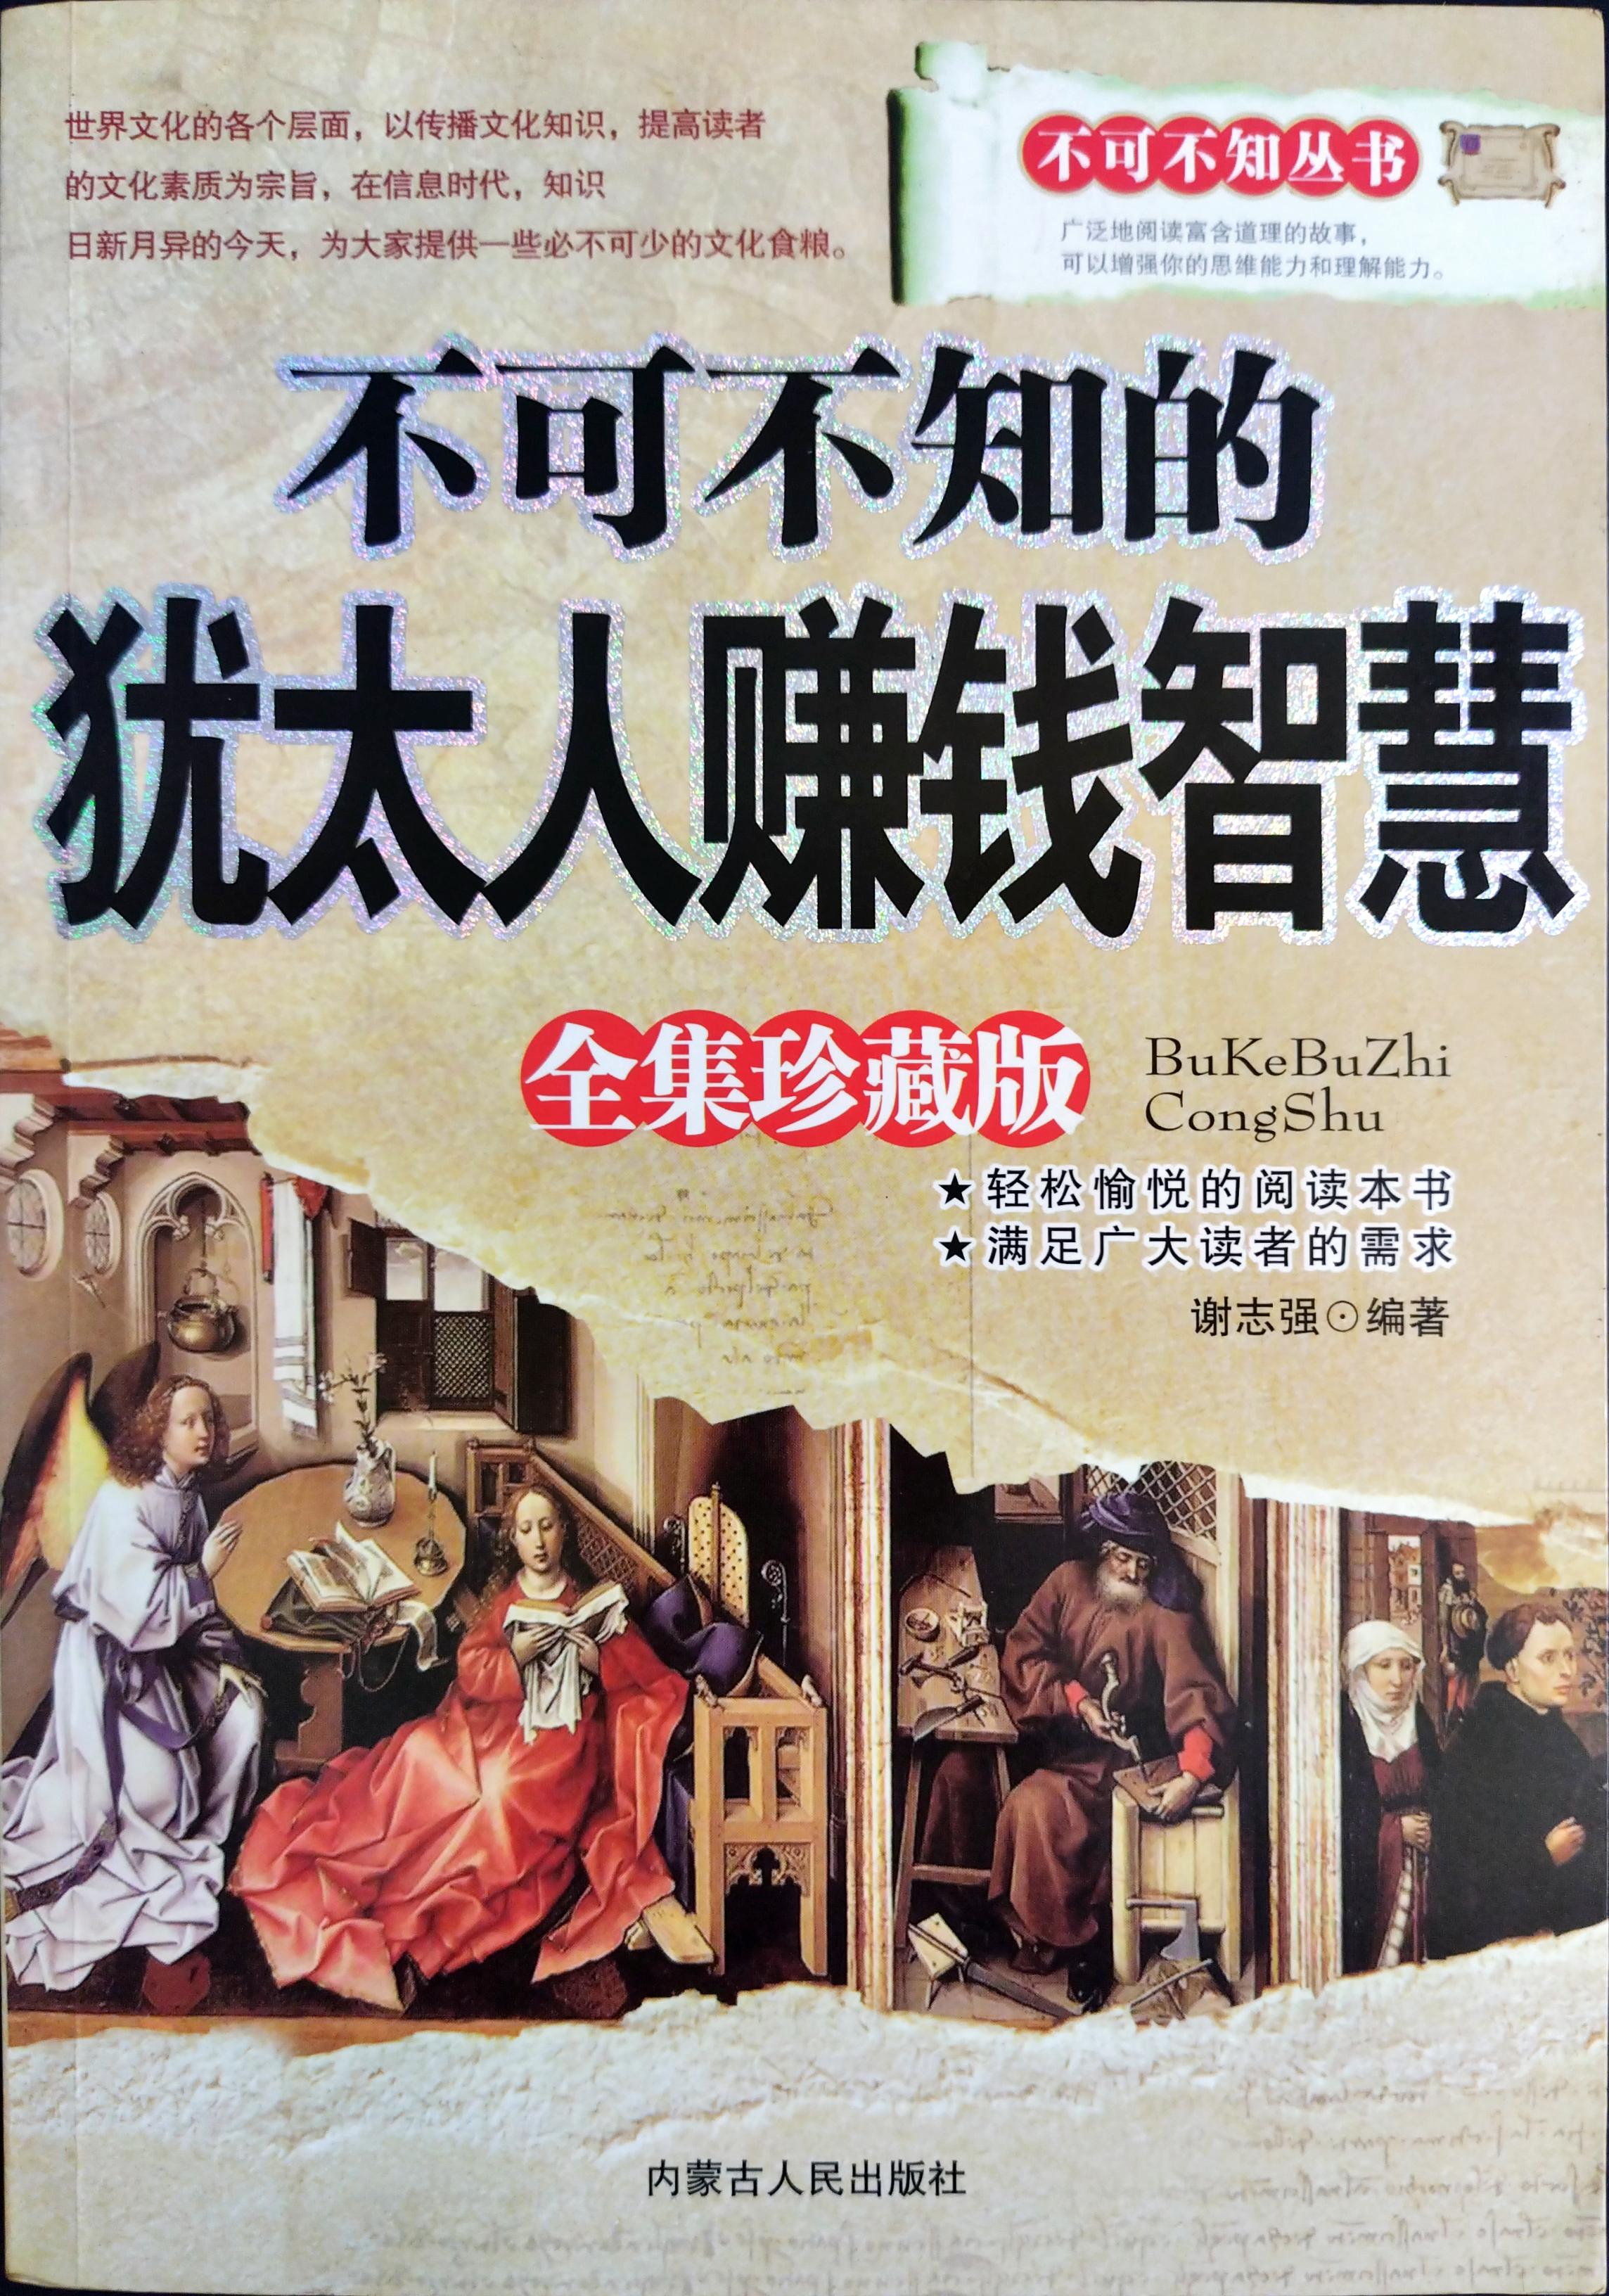 世界文化的各个层面，以传播文化知识，提高读者
的文化素质为宗旨，在信息时代，知识
日新月异的今天，为大家提供一些必不可少的文化食粮。
不可不知丛书
广泛地阅读富含道理的故事，
可以增强你的思维能力和理解能力。
不可不知的
犹太人赚钱智慧
全集珍藏版
BuKeBuZhi
CongShu
★轻松愉悦的阅读本书
★满足广大读者的需求
谢志强⊙编著
内蒙古人民出版社